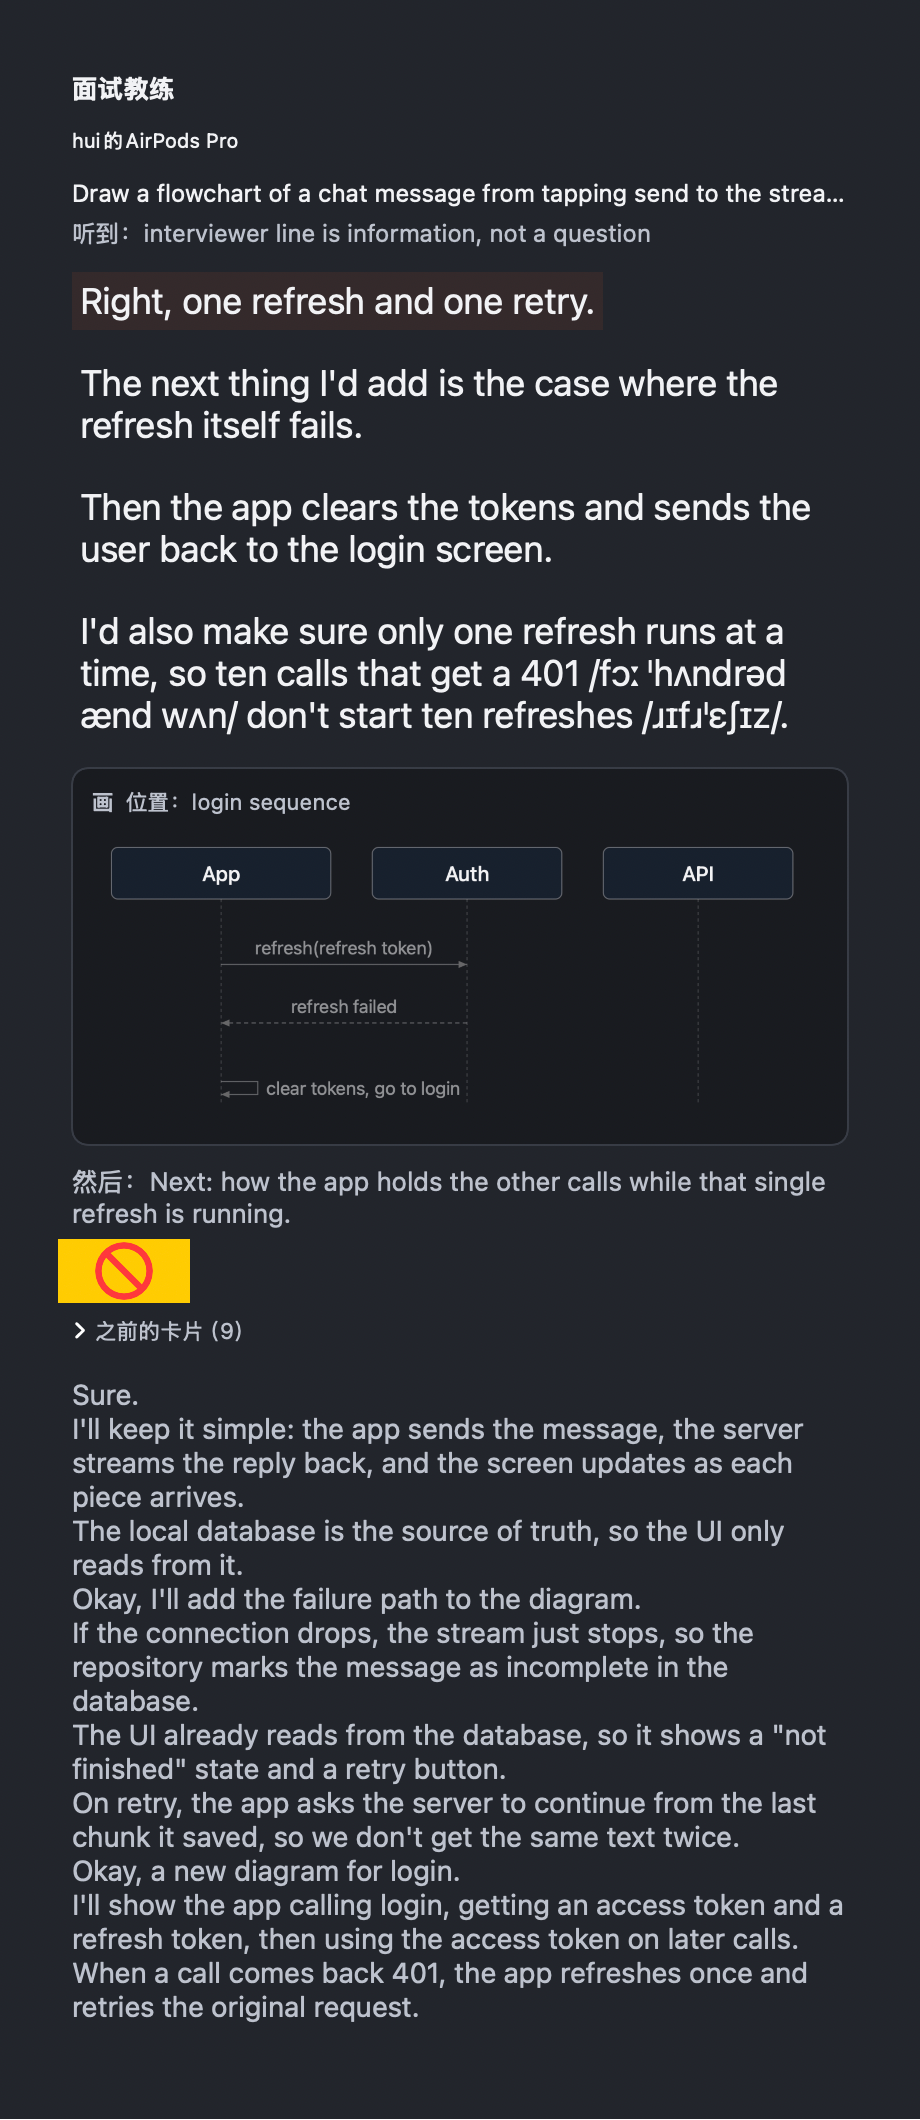 面试教练
hui的AirPods Pro
Draw a flowchart of a chat message from tapping send to the strea...
听到：interviewer line is information, not a question
Right, one refresh and one retry.
The next thing I'd add is the case where the
refresh itself fails.
Then the app clears the tokens and sends the
user back to the login screen.
I'd also make sure only one refresh runs at a
time, so ten calls that get a 401 /fɔː ˈhʌndrəd
ænd wʌn/ don't start ten refreshes /ɹɪfɹˈɛʃɪz/.
画 位置：login sequence
App Auth API
refresh(refresh token)
refresh failed
clear tokens, go to login
然后：Next: how the app holds the other calls while that single
refresh is running.
之前的卡片 (9)
Sure.
I'll keep it simple: the app sends the message, the server
streams the reply back, and the screen updates as each
piece arrives.
The local database is the source of truth, so the UI only
reads from it.
Okay, I'll add the failure path to the diagram.
If the connection drops, the stream just stops, so the
repository marks the message as incomplete in the
database.
The UI already reads from the database, so it shows a "not
finished" state and a retry button.
On retry, the app asks the server to continue from the last
chunk it saved, so we don't get the same text twice.
Okay, a new diagram for login.
I'll show the app calling login, getting an access token and a
refresh token, then using the access token on later calls.
When a call comes back 401, the app refreshes once and
retries the original request.